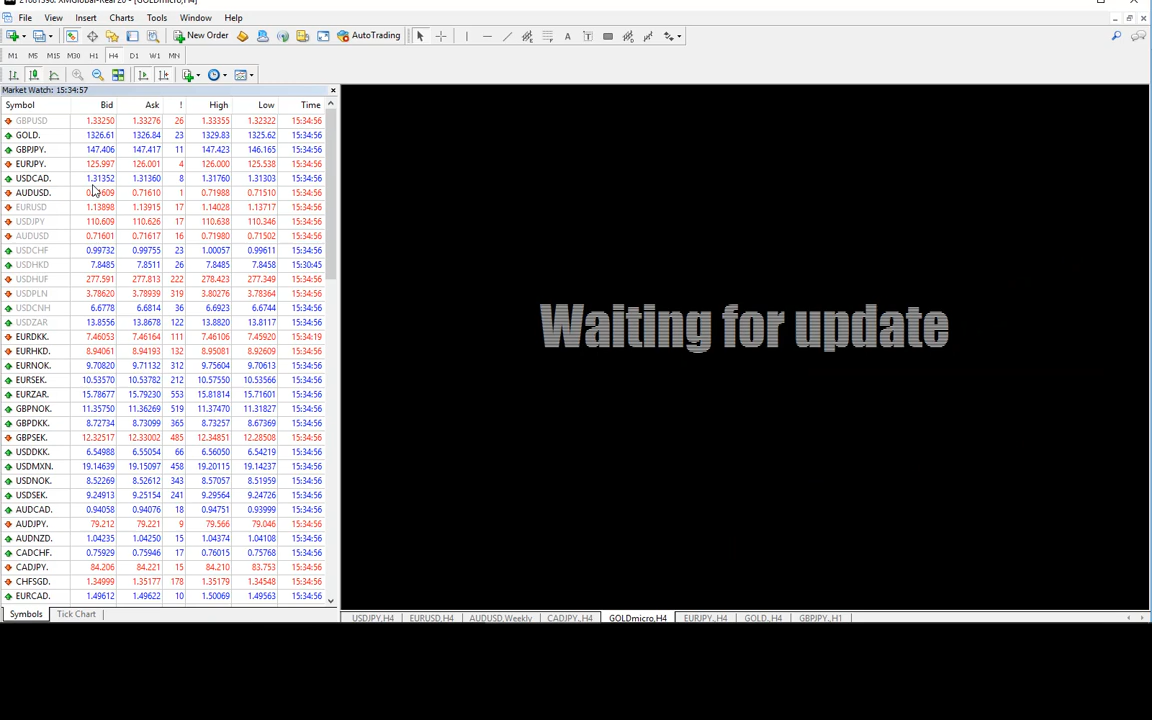 File View Insert Charts Tools Window Help
New Order AutoTrading
M1 M5 M15 M30 H1 H4 D1 W1 MN
Market Watch: 15:34:57
Symbol Bid Ask ! High Low Time
GBPUSD 1.33250 1.33276 26 1.33355 1.32322 15:34:56
GOLD. 1326.61 1326.84 23 1329.83 1325.62 15:34:56
GBPJPY. 147.406 147.417 11 147.423 146.165 15:34:56
EURJPY. 125.997 126.001 4 126.000 125.538 15:34:56
USDCAD. 1.31352 1.31360 8 1.31760 1.31303 15:34:56
AUDUSD. 0.71610 1 0.71988 0.71510 15:34:56
EURUSD 1.13898 1.13915 17 1.14028 1.13717 15:34:56
USDJPY 110.609 110.626 17 110.638 110.346 15:34:56
AUDUSD 0.71601 0.71617 16 0.71980 0.71502 15:34:56
USDCHF 0.99732 0.99755 23 1.00057 0.99611 15:34:56
USDHKD 7.8485 7.8511 26 7.8485 7.8458 15:30:45
USDHUF 277.591 277.813 222 278.423 277.349 15:34:56
USDPLN 3.78620 3.78939 319 3.80276 3.78364 15:34:56
USDCNH 6.6778 6.6814 36 6.6923 6.6744 15:34:56
USDZAR 13.8556 13.8678 122 13.8820 13.8117 15:34:56
EURDKK. 7.46053 7.46164 111 7.46106 7.45920 15:34:19
EURHKD. 8.94061 8.94193 132 8.95081 8.92609 15:34:56
EURNOK. 9.70820 9.71132 312 9.75604 9.70613 15:34:56
EURSEK. 10.53570 10.53782 212 10.57550 10.53566 15:34:56
EURZAR. 15.78677 15.79230 553 15.81814 15.71601 15:34:56
GBPNOK. 11.35750 11.36269 519 11.37470 11.31827 15:34:56
GBPDKK. 8.72734 8.73099 365 8.73257 8.67369 15:34:56
GBPSEK. 12.32517 12.33002 485 12.34851 12.28508 15:34:56
USDDKK. 6.54988 6.55054 66 6.56050 6.54219 15:34:56
USDMXN. 19.14639 19.15097 458 19.20115 19.14237 15:34:56
USDNOK. 8.52269 8.52612 343 8.57057 8.51959 15:34:56
USDSEK. 9.24913 9.25154 241 9.29564 9.24726 15:34:56
AUDCAD. 0.94058 0.94076 18 0.94751 0.93999 15:34:56
AUDJPY. 79.212 79.221 9 79.566 79.046 15:34:56
AUDNZD. 1.04235 1.04250 15 1.04374 1.04108 15:34:56
CADCHF. 0.75929 0.75946 17 0.76015 0.75768 15:34:56
CADJPY. 84.206 84.221 15 84.210 83.753 15:34:56
CHFSGD. 1.34999 1.35177 178 1.35179 1.34548 15:34:56
EURCAD. 1.49612 1.49622 10 1.50069 1.49563 15:34:56
Waiting for update
Symbols Tick Chart
USDJPY,H4 EURUSD,H4 AUDUSD,Weekly CADJPY.,H4 GOLDmicro,H4 EURJPY.,H4 GOLD.,H4 GBPJPY.,H1